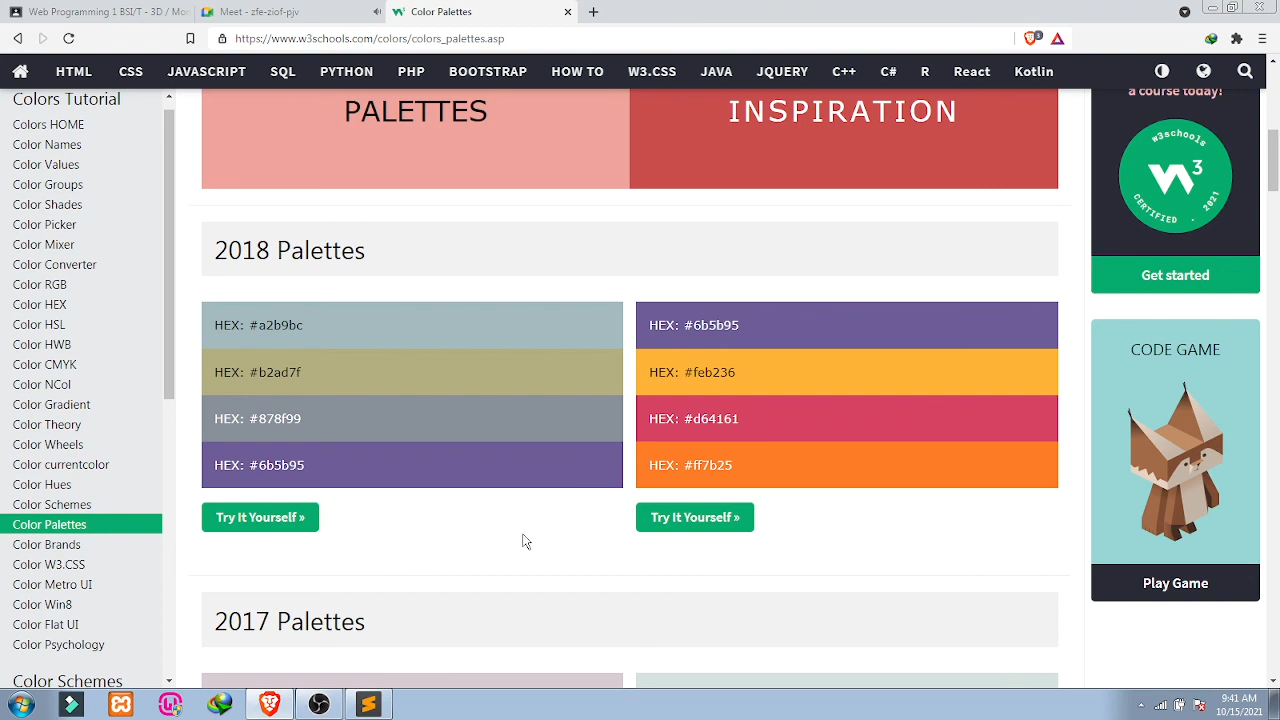 Web Programming 1 BSI/T - 3D / Mor
Meet - zfe-ziof-pjv
Color Palettes
https://www.w3schools.com/colors/colors_palettes.asp
3
HTML CSS JAVASCRIPT SQL PYTHON PHP BOOTSTRAP HOW TO W3.CSS JAVA JQUERY C++ C# R React Kotlin
Colors Tutorial
Colors HOME
Color Names
Color Values
Color Groups
Color Shades
Color Picker
Color Mixer
Color Converter
Color RGB
Color HEX
Color HSL
Color HWB
Color CMYK
Color NCol
Color Gradient
Color Theory
Color Wheels
Color currentcolor
Color Hues
Color Schemes
Color Palettes
Color Brands
Color W3.CSS
Color Metro UI
Color Win8
Color Flat UI
Color Psychology
Color Schemes
PALETTES
INSPIRATION
2018 Palettes
HEX: #a2b9bc
HEX: #b2ad7f
HEX: #878f99
HEX: #6b5b95
Try It Yourself »
HEX: #6b5b95
HEX: #feb236
HEX: #d64161
HEX: #ff7b25
Try It Yourself »
2017 Palettes
a course today!
w3schools
3
CERTIFIED . 2021
Get started
CODE GAME
Play Game
9:41 AM
10/15/2021